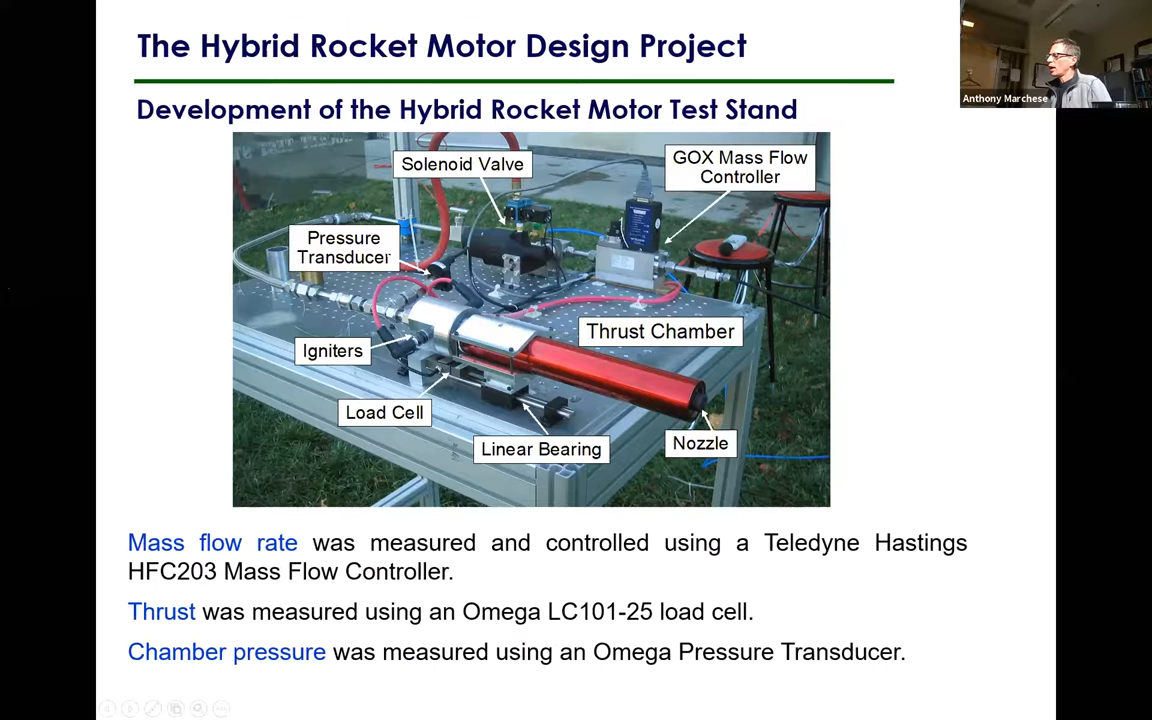 The Hybrid Rocket Motor Design Project
Anthony Marchese
Development of the Hybrid Rocket Motor Test Stand
Solenoid Valve
GOX Mass Flow
Controller
Pressure
Transducer
Thrust Chamber
Igniters
Load Cell
Linear Bearing
Nozzle
Mass flow rate was measured and controlled using a Teledyne Hastings
HFC203 Mass Flow Controller.
Thrust was measured using an Omega LC101-25 load cell.
Chamber pressure was measured using an Omega Pressure Transducer.